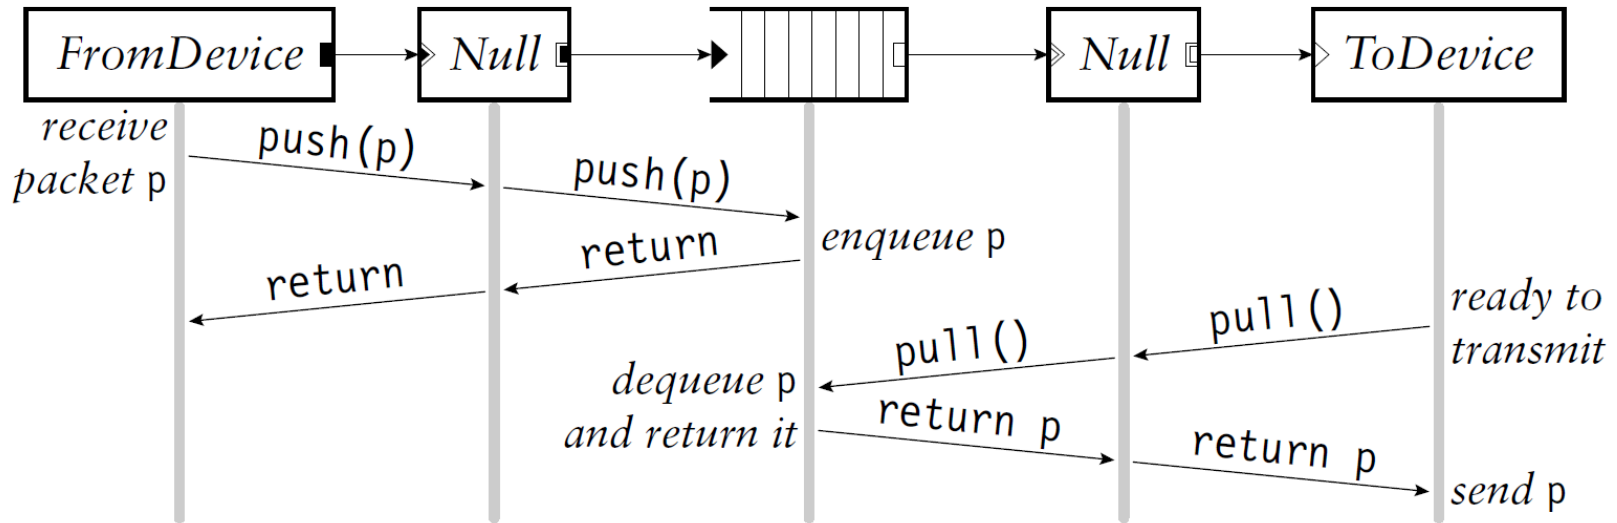 FromDevice
Null
Null
ToDevice
receive
packet p
push(p)
push(p)
enqueue p
return
return
ready to
transmit
pull()
pull()
dequeue p
and return it
return p
return p
send p